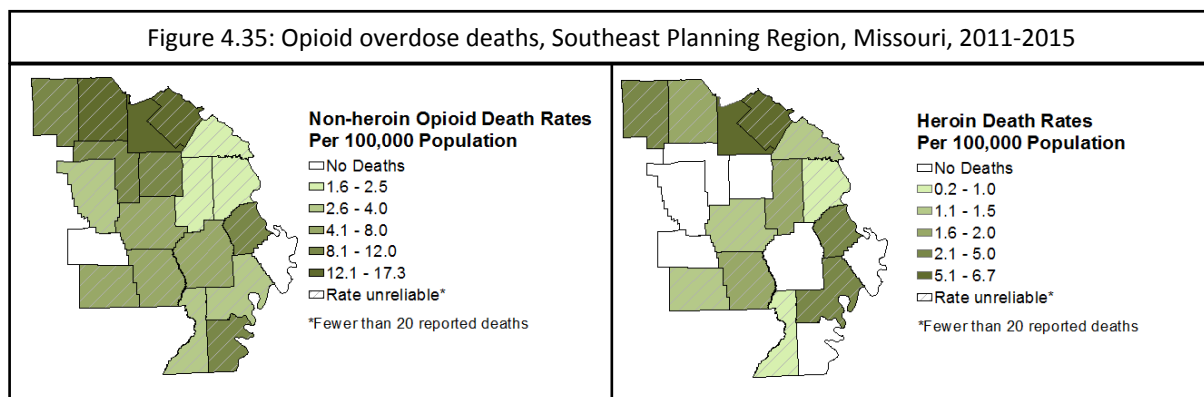 Figure 4.35: Opioid overdose deaths, Southeast Planning Region, Missouri, 2011-2015
Non-heroin Opioid Death Rates
Per 100,000 Population
No Deaths
1.6 - 2.5
2.6 - 4.0
4.1 - 8.0
8.1 - 12.0
12.1 - 17.3
Rate unreliable*
*Fewer than 20 reported deaths
Heroin Death Rates
Per 100,000 Population
No Deaths
0.2 - 1.0
1.1 - 1.5
1.6 - 2.0
2.1 - 5.0
5.1 - 6.7
Rate unreliable*
*Fewer than 20 reported deaths